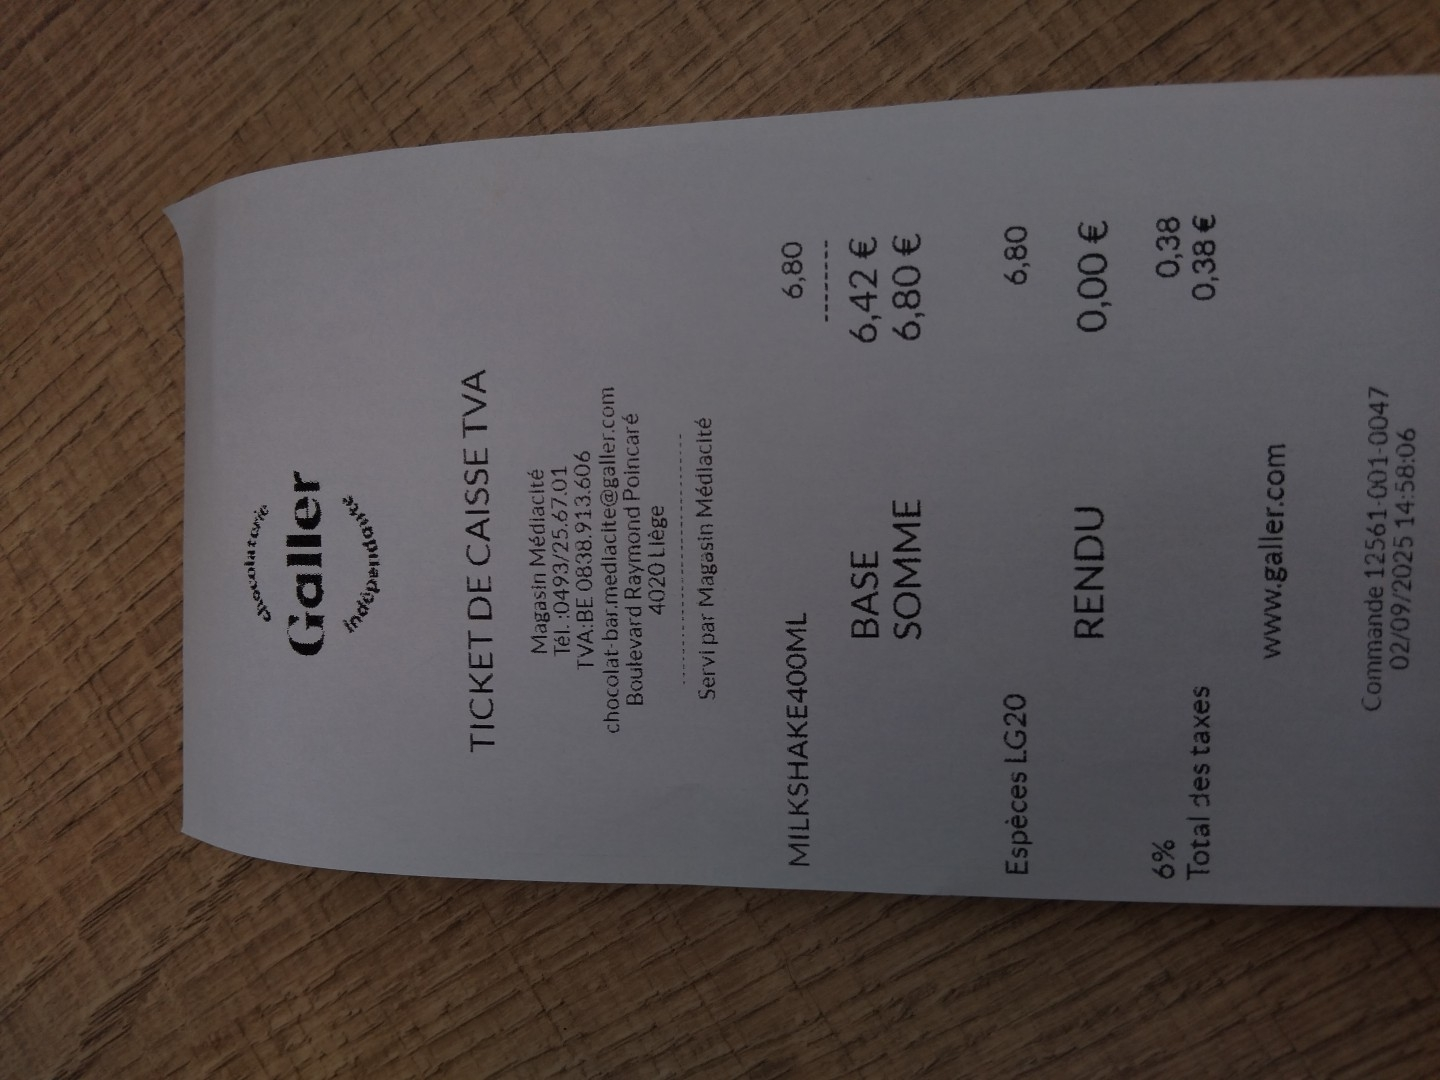 chocolaterie
Galler
indépendante
TICKET DE CAISSE TVA
Magasin Médiacité
Tél. :0493/25.67.01
TVA:BE 0838.913.606
chocolat-bar.mediacite@galler.com
Boulevard Raymond Poincaré
4020 Liège
Servi par Magasin Médiacité
MILKSHAKE400ML 6,80
BASE 6,42 €
SOMME 6,80 €
Espèces LG20 6,80
RENDU 0,00 €
6% 0,38
Total des taxes 0,38 €
www.galler.com
Commande 12561-001-0047
02/09/2025 14:58:06